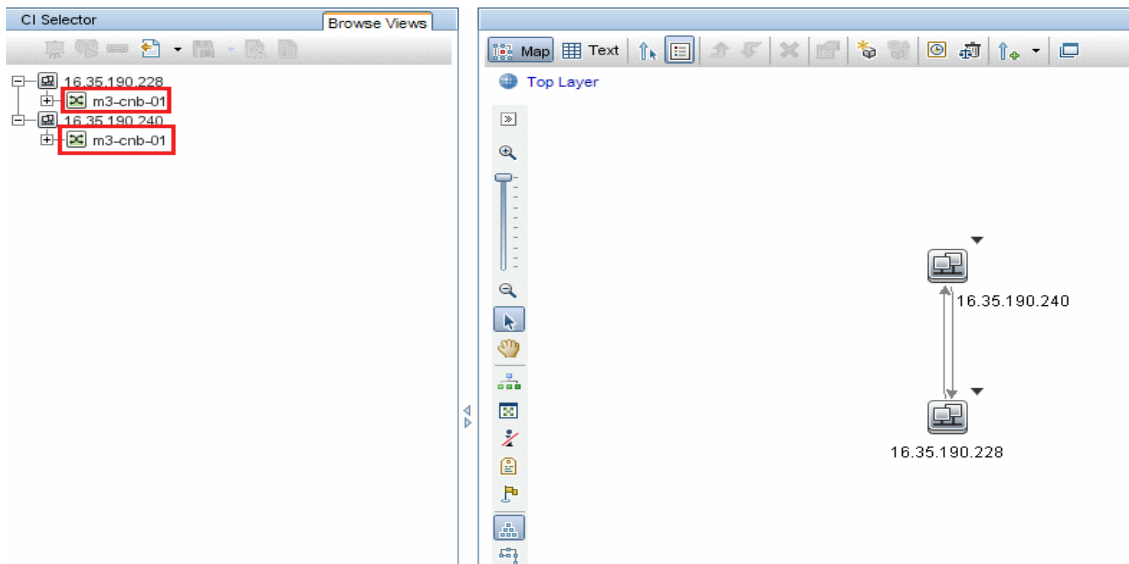 CI Selector
Browse Views
16.35.190.228
m3-cnb-01
16.35.190.240
m3-cnb-01
Map Text
Top Layer
16.35.190.240
16.35.190.228